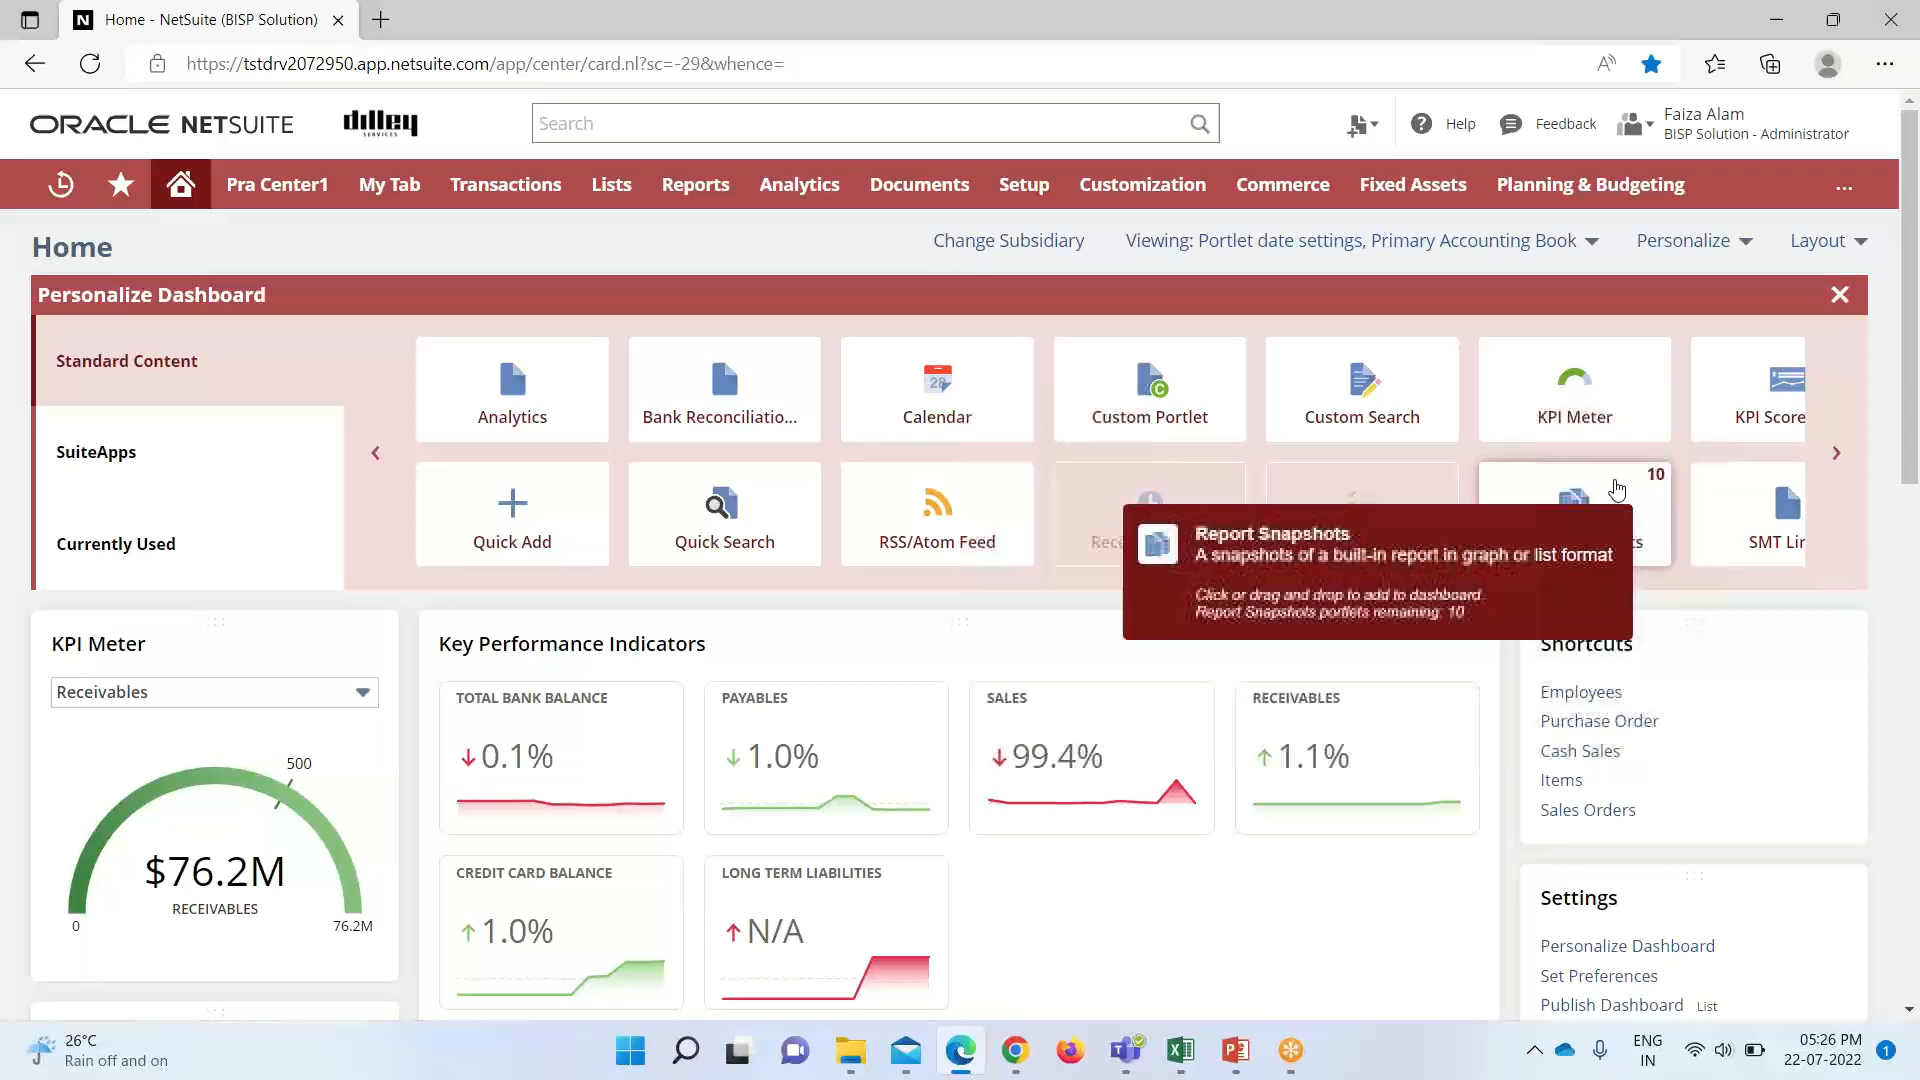 Home - NetSuite (BISP Solution)
https://tstdrv2072950.app.netsuite.com/app/center/card.nl?sc=-29&whence=
ORACLE NETSUITE
dilley
SERVICES
Search
Help
Feedback
Faiza Alam
BISP Solution - Administrator
Pra Center1
My Tab
Transactions
Lists
Reports
Analytics
Documents
Setup
Customization
Commerce
Fixed Assets
Planning & Budgeting
...
Home
Change Subsidiary
Viewing: Portlet date settings, Primary Accounting Book
Personalize
Layout
Personalize Dashboard
Standard Content
SuiteApps
Currently Used
Analytics
Bank Reconciliatio...
Calendar
28
Custom Portlet
Custom Search
KPI Meter
KPI Score
Quick Add
Quick Search
RSS/Atom Feed
Rece
10
ts
SMT Lin
Report Snapshots
A snapshots of a built-in report in graph or list format
Click or drag and drop to add to dashboard
Report Snapshots portlets remaining: 10
KPI Meter
Receivables
500
$76.2M
RECEIVABLES
0
76.2M
Key Performance Indicators
TOTAL BANK BALANCE
0.1%
PAYABLES
1.0%
SALES
99.4%
RECEIVABLES
1.1%
CREDIT CARD BALANCE
1.0%
LONG TERM LIABILITIES
N/A
Shortcuts
Employees
Purchase Order
Cash Sales
Items
Sales Orders
Settings
Personalize Dashboard
Set Preferences
Publish Dashboard List
26°C
Rain off and on
ENG
IN
05:26 PM
22-07-2022
1